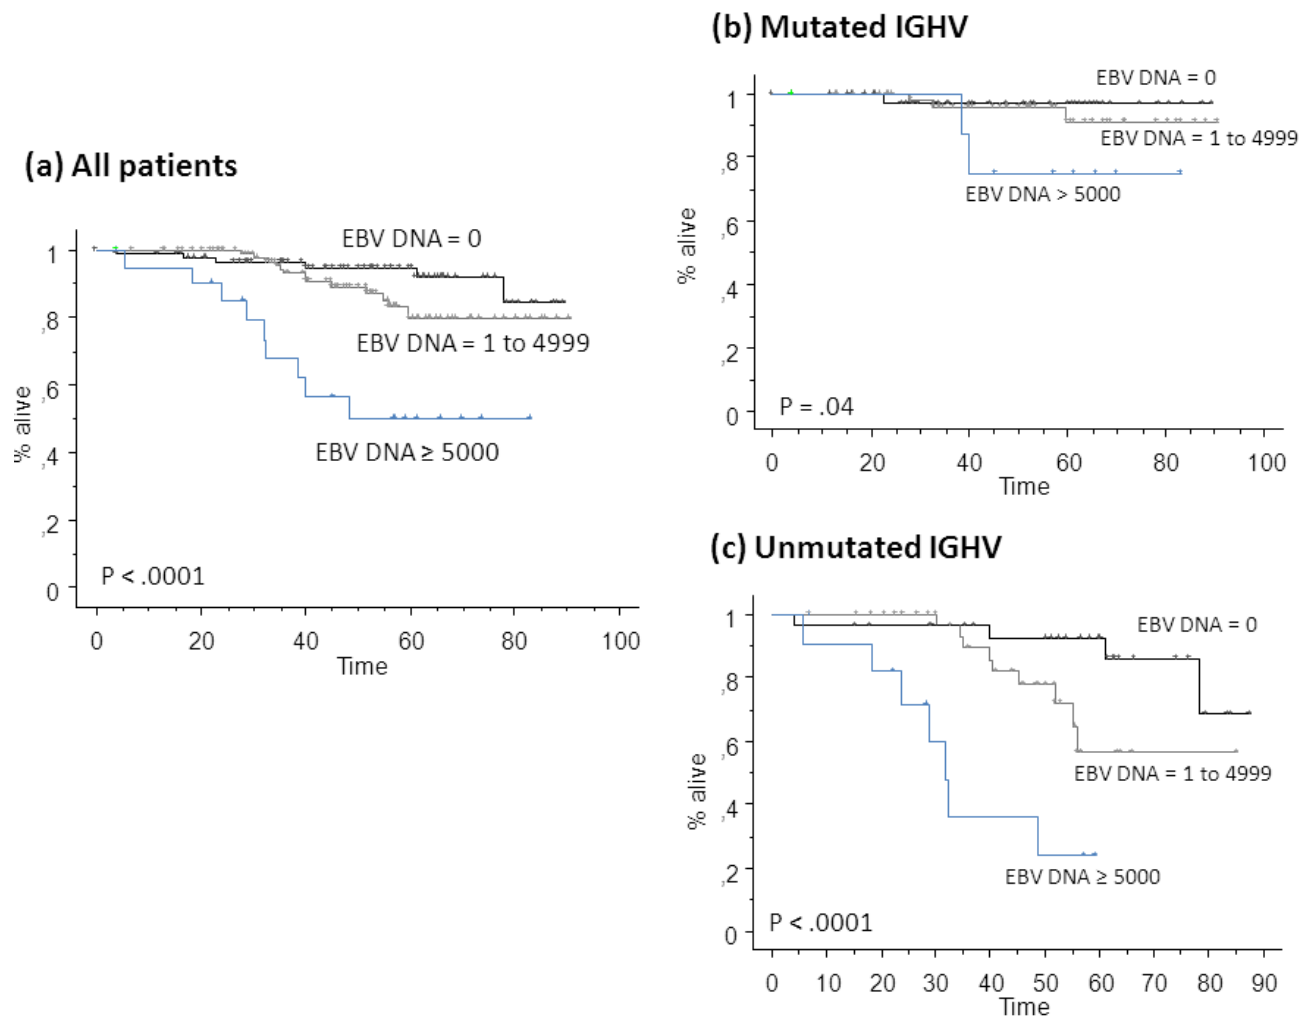 (a) All patients
% alive
1
,8
,6
,4
,2
0
EBV DNA = 0
EBV DNA = 1 to 4999
EBV DNA ≥ 5000
P < .0001
0 20 40 60 80 100
Time
(b) Mutated IGHV
% alive
1
,8
,6
,4
,2
0
EBV DNA = 0
EBV DNA = 1 to 4999
EBV DNA > 5000
P = .04
0 20 40 60 80 100
Time
(c) Unmutated IGHV
% alive
1
,8
,6
,4
,2
0
EBV DNA = 0
EBV DNA = 1 to 4999
EBV DNA ≥ 5000
P < .0001
0 10 20 30 40 50 60 70 80 90
Time